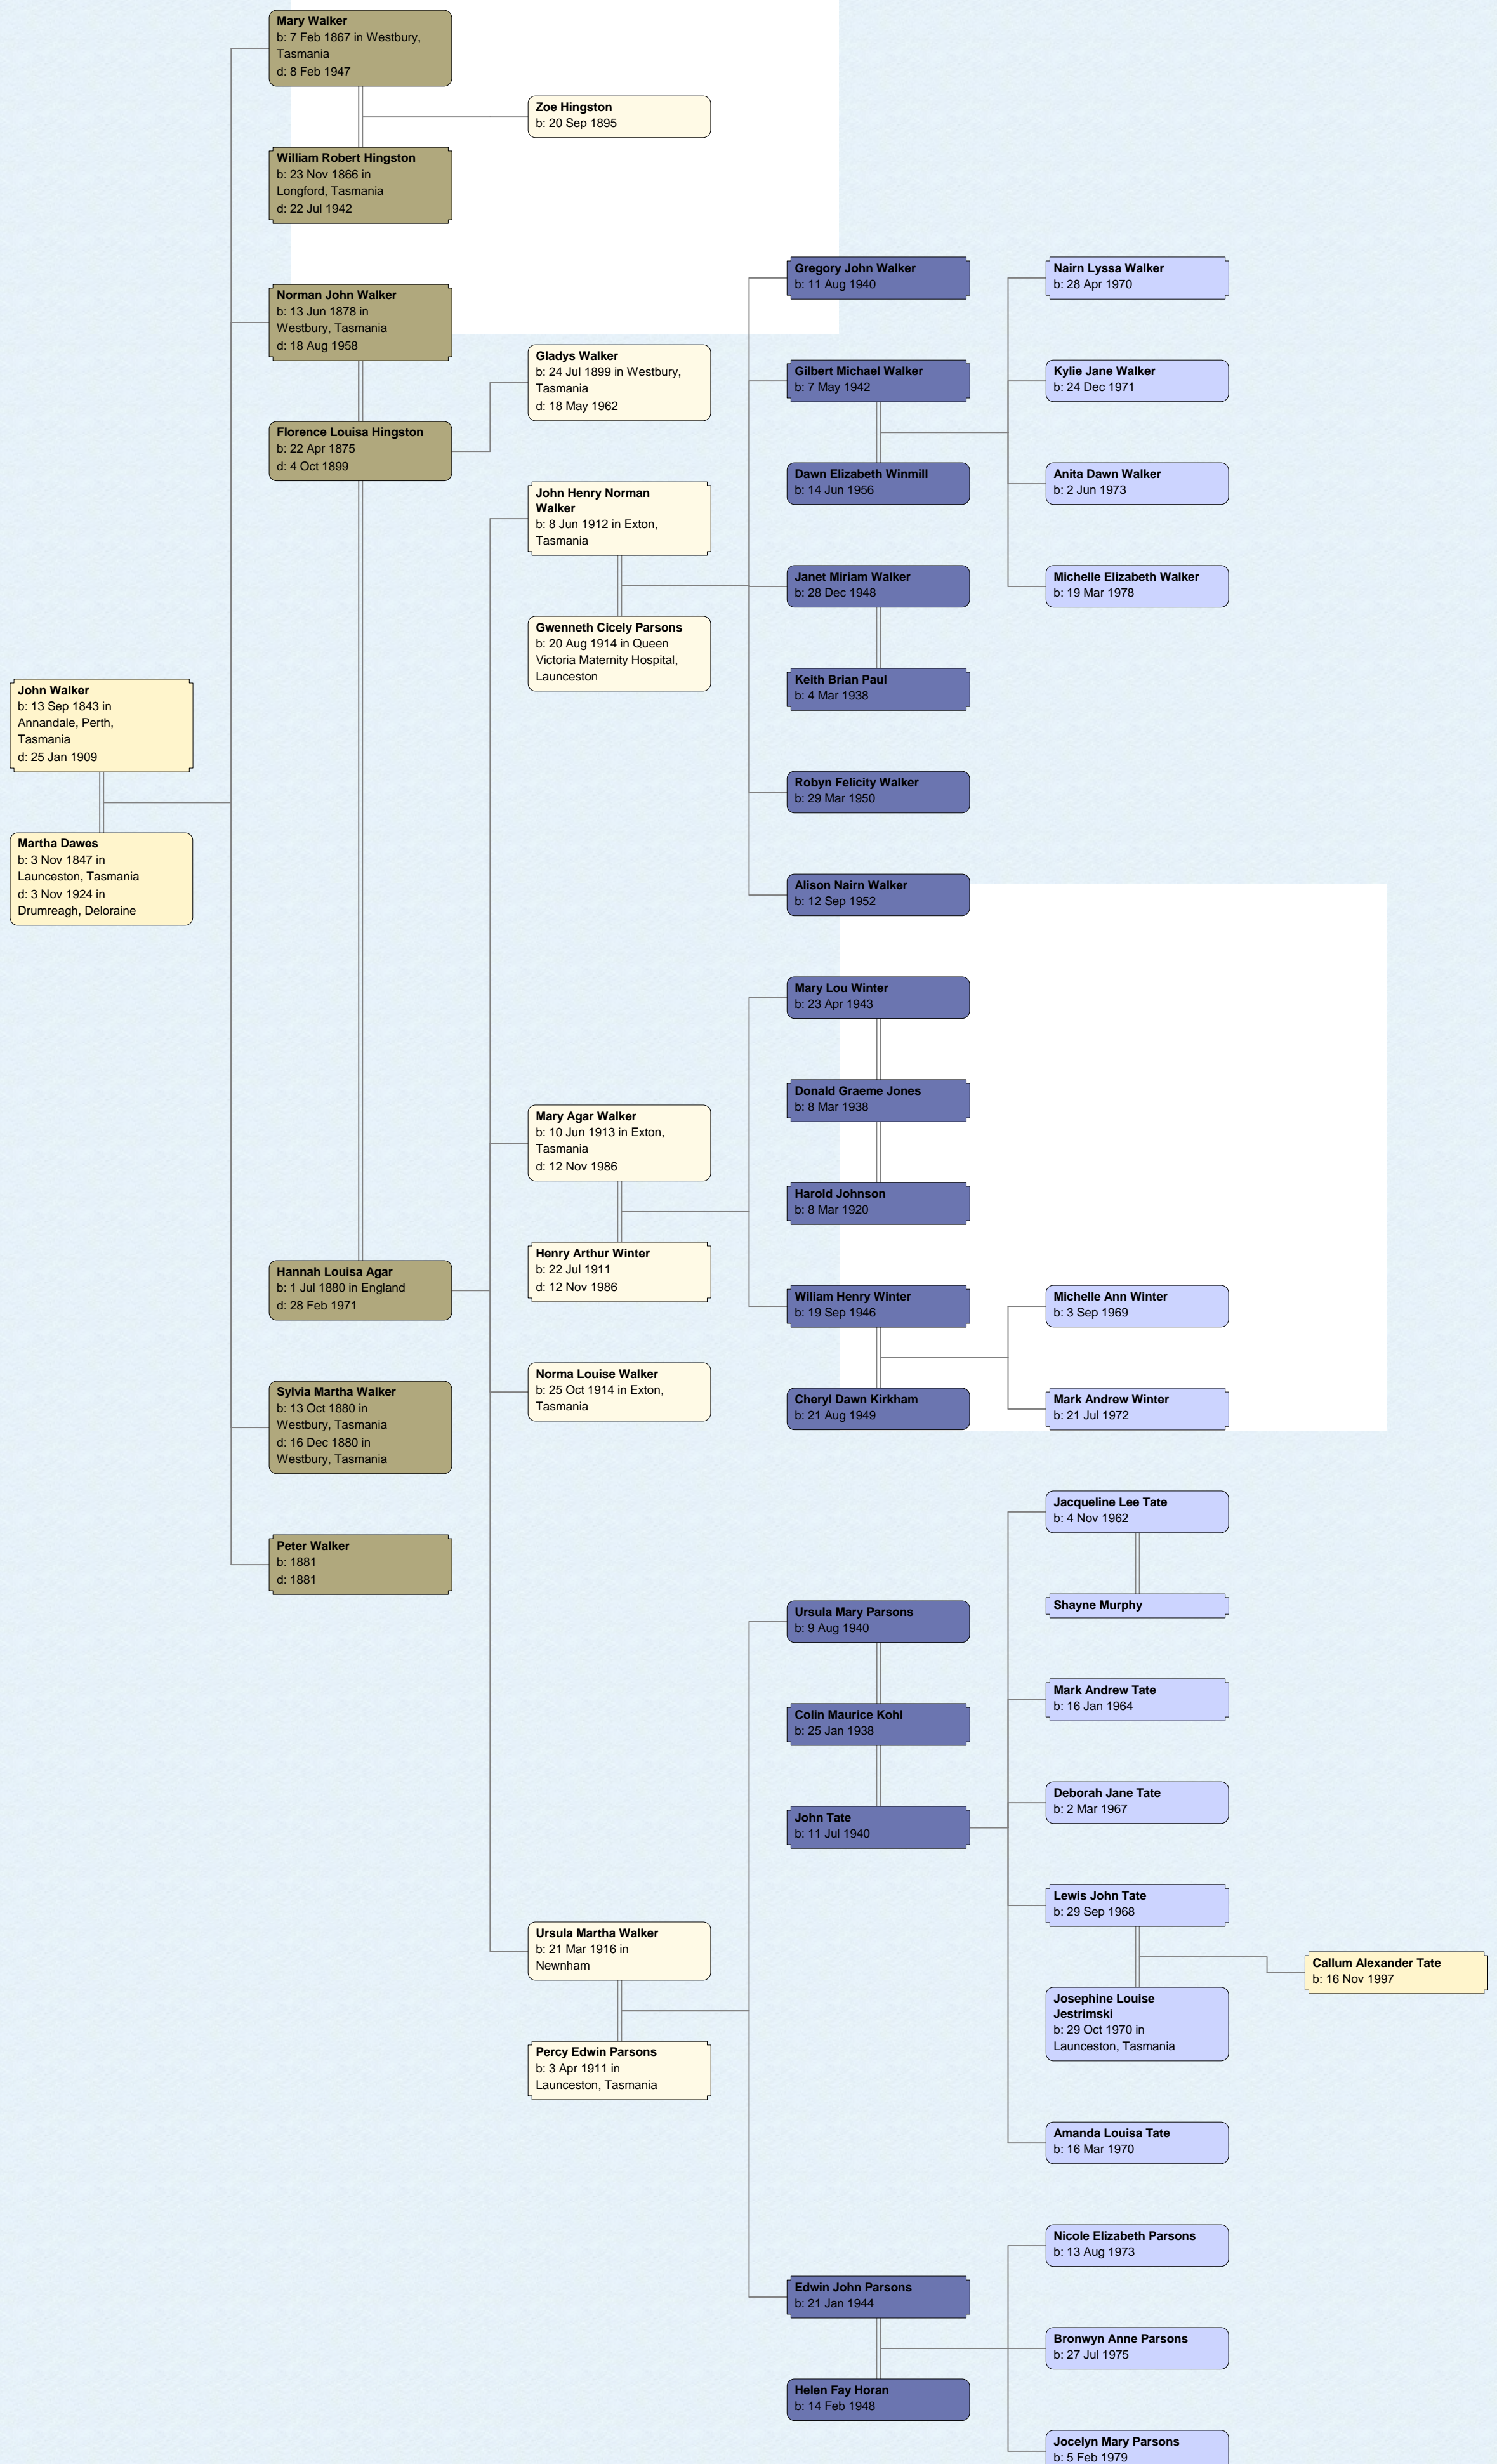 Mary Walker
b: 7 Feb 1867 in Westbury,
Tasmania
d: 8 Feb 1947
Zoe Hingston
b: 20 Sep 1895
William Robert Hingston
b: 23 Nov 1866 in
Longford, Tasmania
d: 22 Jul 1942
Gregory John Walker
b: 11 Aug 1940
Nairn Lyssa Walker
b: 28 Apr 1970
Norman John Walker
b: 13 Jun 1878 in
Westbury, Tasmania
d: 18 Aug 1958
Gladys Walker
b: 24 Jul 1899 in Westbury,
Tasmania
d: 18 May 1962
Gilbert Michael Walker
b: 7 May 1942
Kylie Jane Walker
b: 24 Dec 1971
Florence Louisa Hingston
b: 22 Apr 1875
d: 4 Oct 1899
Dawn Elizabeth Winmill
b: 14 Jun 1956
Anita Dawn Walker
b: 2 Jun 1973
John Henry Norman
Walker
b: 8 Jun 1912 in Exton,
Tasmania
Janet Miriam Walker
b: 28 Dec 1948
Michelle Elizabeth Walker
b: 19 Mar 1978
Gwenneth Cicely Parsons
b: 20 Aug 1914 in Queen
Victoria Maternity Hospital,
Launceston
Keith Brian Paul
b: 4 Mar 1938
John Walker
b: 13 Sep 1843 in
Annandale, Perth,
Tasmania
d: 25 Jan 1909
Robyn Felicity Walker
b: 29 Mar 1950
Martha Dawes
b: 3 Nov 1847 in
Launceston, Tasmania
d: 3 Nov 1924 in
Drumreagh, Deloraine
Alison Nairn Walker
b: 12 Sep 1952
Mary Lou Winter
b: 23 Apr 1943
Donald Graeme Jones
b: 8 Mar 1938
Mary Agar Walker
b: 10 Jun 1913 in Exton,
Tasmania
d: 12 Nov 1986
Harold Johnson
b: 8 Mar 1920
Henry Arthur Winter
b: 22 Jul 1911
d: 12 Nov 1986
Hannah Louisa Agar
b: 1 Jul 1880 in England
d: 28 Feb 1971
Wiliam Henry Winter
b: 19 Sep 1946
Michelle Ann Winter
b: 3 Sep 1969
Norma Louise Walker
b: 25 Oct 1914 in Exton,
Tasmania
Sylvia Martha Walker
b: 13 Oct 1880 in
Westbury, Tasmania
d: 16 Dec 1880 in
Westbury, Tasmania
Cheryl Dawn Kirkham
b: 21 Aug 1949
Mark Andrew Winter
b: 21 Jul 1972
Jacqueline Lee Tate
b: 4 Nov 1962
Peter Walker
b: 1881
d: 1881
Shayne Murphy
Ursula Mary Parsons
b: 9 Aug 1940
Mark Andrew Tate
b: 16 Jan 1964
Colin Maurice Kohl
b: 25 Jan 1938
Deborah Jane Tate
b: 2 Mar 1967
John Tate
b: 11 Jul 1940
Lewis John Tate
b: 29 Sep 1968
Ursula Martha Walker
b: 21 Mar 1916 in
Newnham
Callum Alexander Tate
b: 16 Nov 1997
Josephine Louise
Jestrimski
b: 29 Oct 1970 in
Launceston, Tasmania
Percy Edwin Parsons
b: 3 Apr 1911 in
Launceston, Tasmania
Amanda Louisa Tate
b: 16 Mar 1970
Nicole Elizabeth Parsons
b: 13 Aug 1973
Edwin John Parsons
b: 21 Jan 1944
Bronwyn Anne Parsons
b: 27 Jul 1975
Helen Fay Horan
b: 14 Feb 1948
Jocelyn Mary Parsons
b: 5 Feb 1979